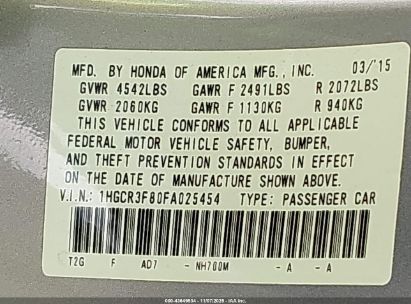 MFD. BY HONDA OF AMERICA MFG., INC. 03/'15
GVWR 4542LBS GAWR F 2491LBS R 2072LBS
GVWR 2060KG GAWR F 1130KG R 940KG
THIS VEHICLE CONFORMS TO ALL APPLICABLE
FEDERAL MOTOR VEHICLE SAFETY, BUMPER,
AND THEFT PREVENTION STANDARDS IN EFFECT
ON THE DATE OF MANUFACTURE SHOWN ABOVE.
V.I.N.: 1HGCR3F80FA025454 TYPE: PASSENGER CAR
T2G F AD7 - NH700M - A - A